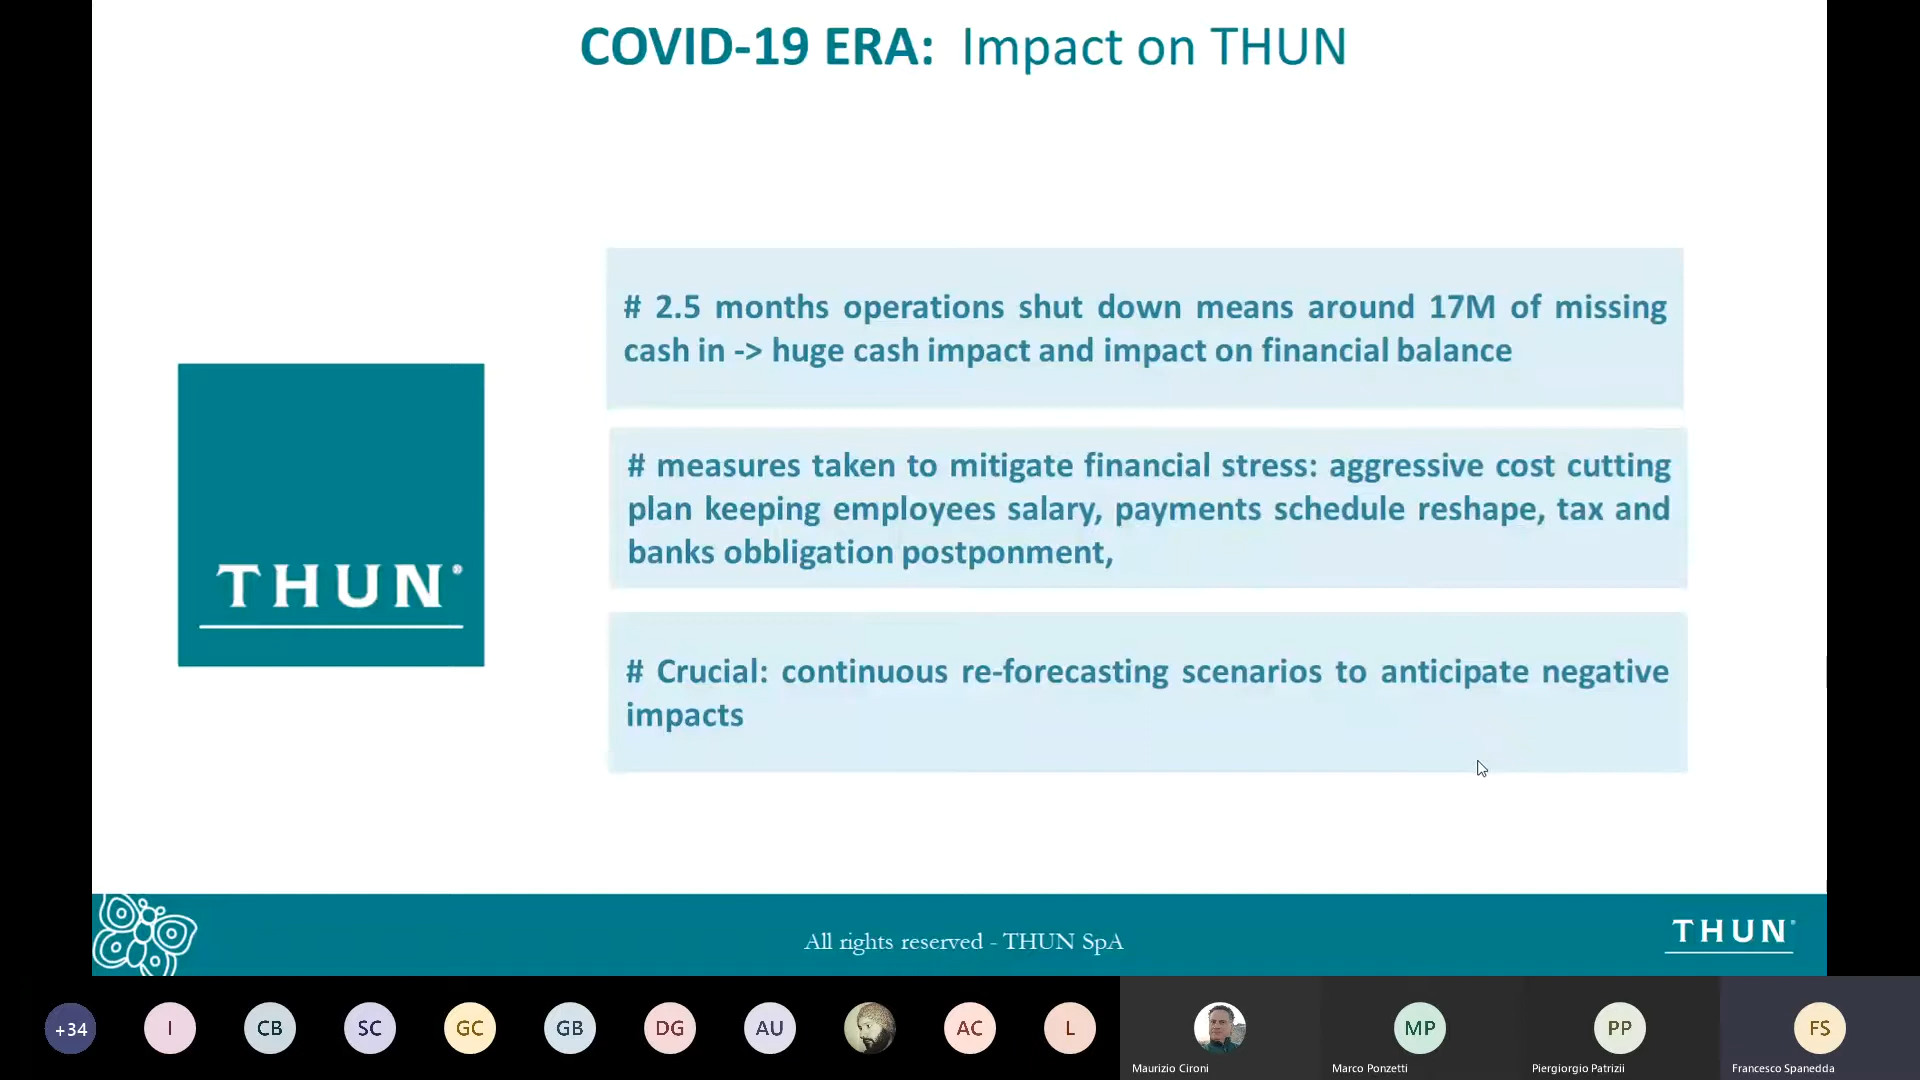 COVID-19 ERA: Impact on THUN
# 2.5 months operations shut down means around 17M of missing
cash in -> huge cash impact and impact on financial balance
# measures taken to mitigate financial stress: aggressive cost cutting
plan keeping employees salary, payments schedule reshape, tax and
banks obbligation postponment,
# Crucial: continuous re-forecasting scenarios to anticipate negative
impacts
THUN®
All rights reserved - THUN SpA
THUN®
+34
I
CB
SC
GC
GB
DG
AU
AC
L
MP
PP
FS
Maurizio Cironi
Marco Ponzetti
Piergiorgio Patrizii
Francesco Spanedda